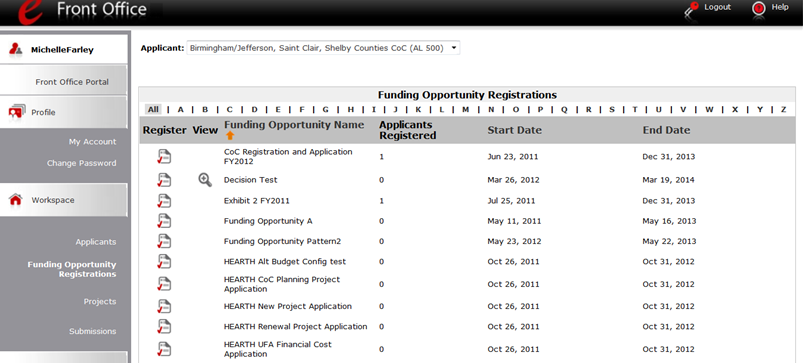 e Front Office
Logout
Help
MichelleFarley
Front Office Portal
Profile
My Account
Change Password
Workspace
Applicants
Funding Opportunity
Registrations
Projects
Submissions
Applicant: Birmingham/Jefferson, Saint Clair, Shelby Counties CoC (AL 500)
Funding Opportunity Registrations
All | A | B | C | D | E | F | G | H | I | J | K | L | M | N | O | P | Q | R | S | T | U | V | W | X | Y | Z
Register View Funding Opportunity Name Applicants Registered Start Date End Date
CoC Registration and Application FY2012 1 Jun 23, 2011 Dec 31, 2013
Decision Test 0 Mar 26, 2012 Mar 19, 2014
Exhibit 2 FY2011 1 Jul 25, 2011 Dec 31, 2013
Funding Opportunity A 0 May 11, 2011 May 16, 2013
Funding Opportunity Pattern2 0 May 23, 2012 May 22, 2013
HEARTH Alt Budget Config test 0 Oct 26, 2011 Oct 31, 2012
HEARTH CoC Planning Project Application 0 Oct 26, 2011 Oct 31, 2012
HEARTH New Project Application 0 Oct 26, 2011 Oct 31, 2012
HEARTH Renewal Project Application 0 Oct 26, 2011 Oct 31, 2012
HEARTH UFA Financial Cost Application 0 Oct 26, 2011 Oct 31, 2012